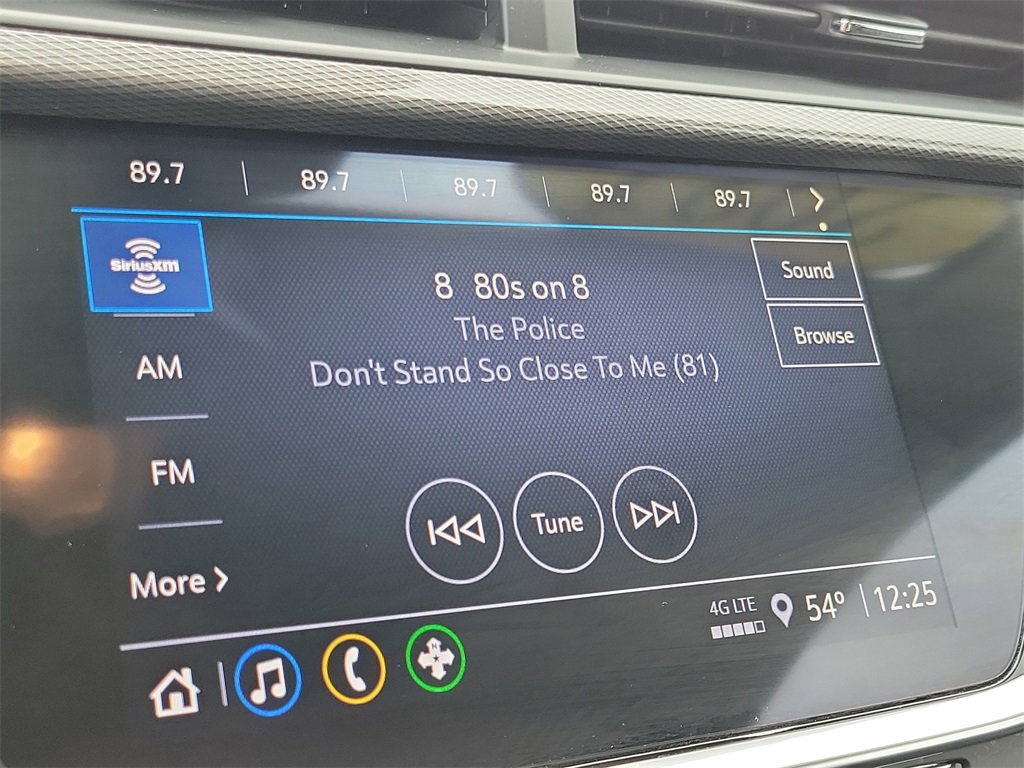 89.7 89.7 89.7 89.7 89.7
SiriusXM
8 80s on 8
Sound
The Police
Browse
Don't Stand So Close To Me (81)
AM
FM
Tune
More
4G LTE
54° 12:25
N